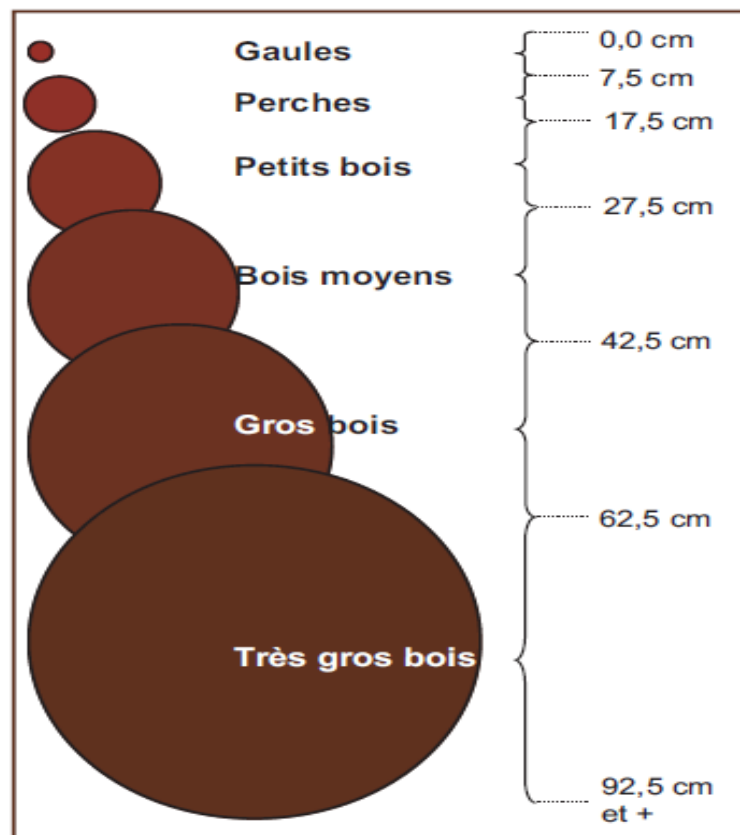 0,0 cm
Gaules
7,5 cm
Perches
17,5 cm
Petits bois
27,5 cm
Bois moyens
42,5 cm
Gros bois
62,5 cm
Très gros bois
92,5 cm
et +